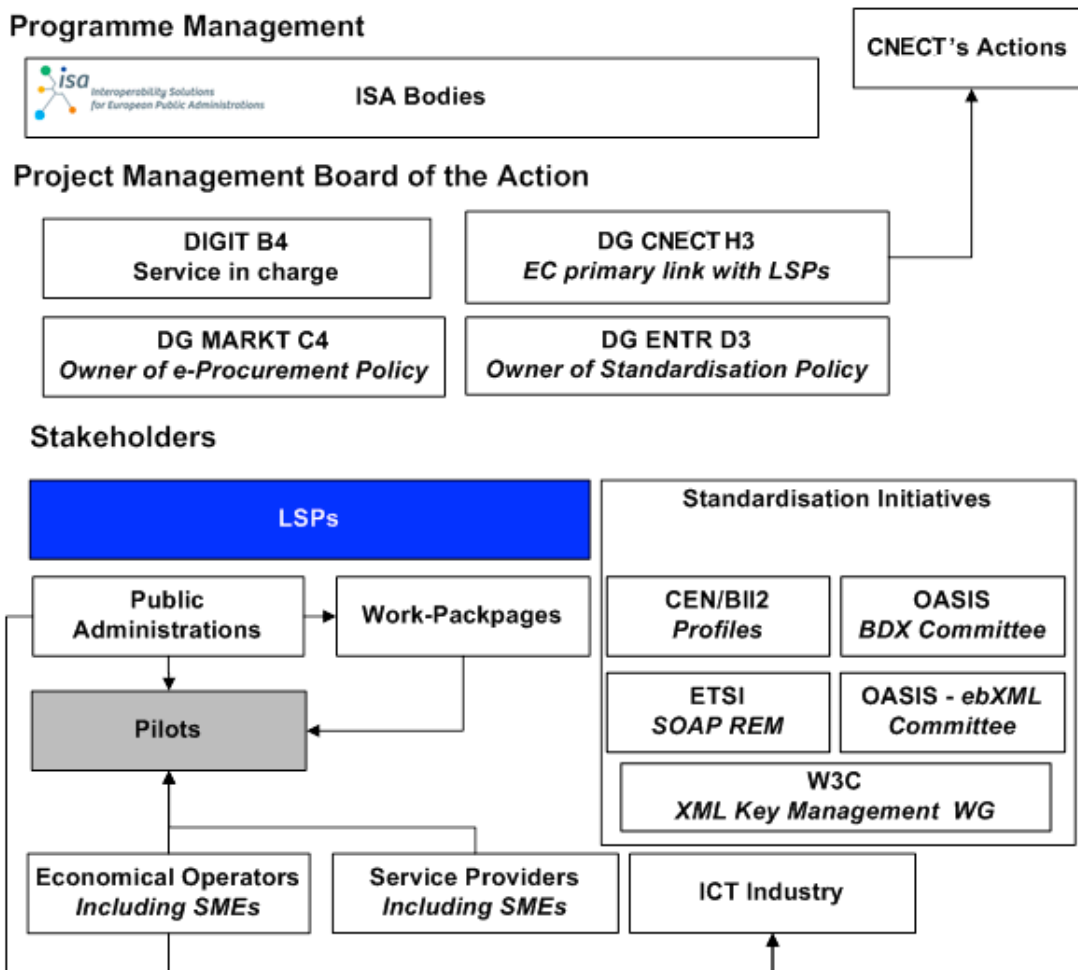 Programme Management
CNECT's Actions
isa
Interoperability Solutions
for European Public Administrations
ISA Bodies
Project Management Board of the Action
DIGIT B4
Service in charge
DG CNECT H3
EC primary link with LSPs
DG MARKT C4
Owner of e-Procurement Policy
DG ENTR D3
Owner of Standardisation Policy
Stakeholders
LSPs
Standardisation Initiatives
Public
Administrations
Work-Packpages
CEN/BII2
Profiles
OASIS
BDX Committee
Pilots
ETSI
SOAP REM
OASIS - ebXML
Committee
W3C
XML Key Management WG
Economical Operators
Including SMEs
Service Providers
Including SMEs
ICT Industry